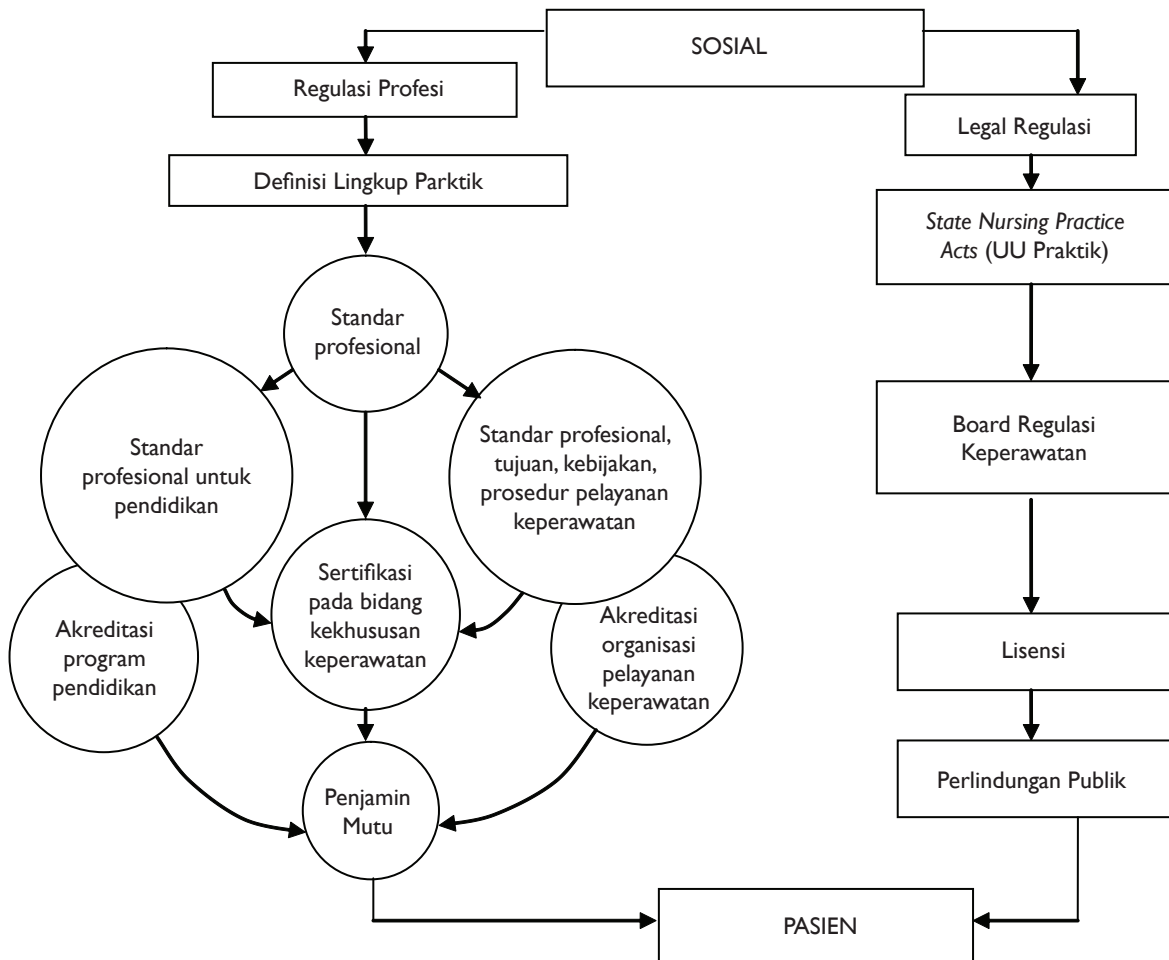 SOSIAL
Regulasi Profesi
Definisi Lingkup Parktik
Standar
profesional
Standar
profesional untuk
pendidikan
Standar profesional,
tujuan, kebijakan,
prosedur pelayanan
keperawatan
Sertifikasi
pada bidang
kekhususan
keperawatan
Akreditasi
program
pendidikan
Akreditasi
organisasi
pelayanan
keperawatan
Penjamin
Mutu
Legal Regulasi
State Nursing Practice
Acts (UU Praktik)
Board Regulasi
Keperawatan
Lisensi
Perlindungan Publik
PASIEN